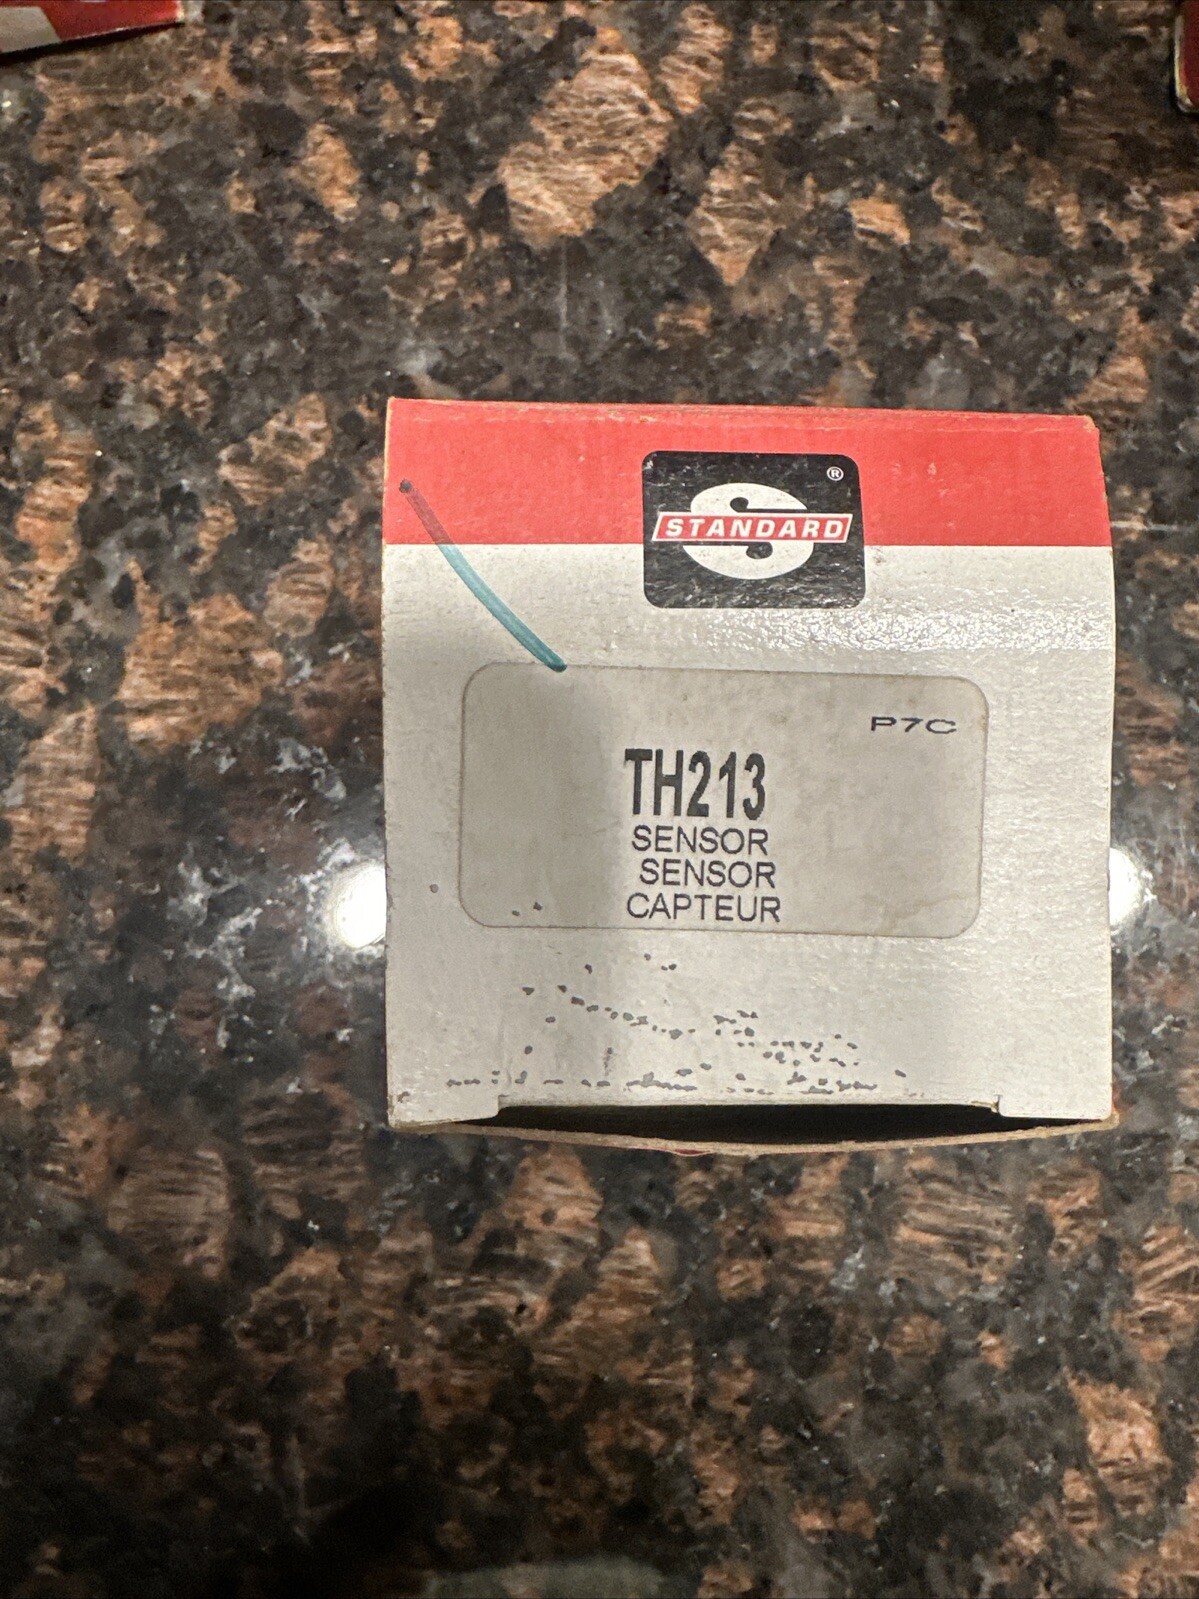 S
®
STANDARD
P7C
TH213
SENSOR
SENSOR
CAPTEUR